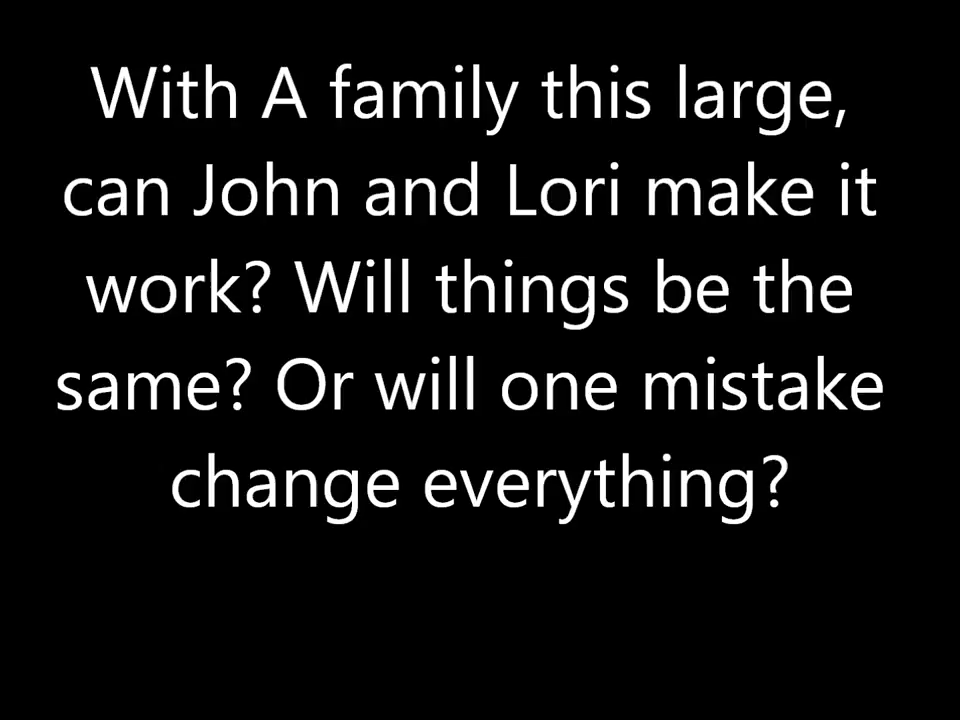 With A family this large,
can John and Lori make it
work? Will things be the
same? Or will one mistake
change everything?